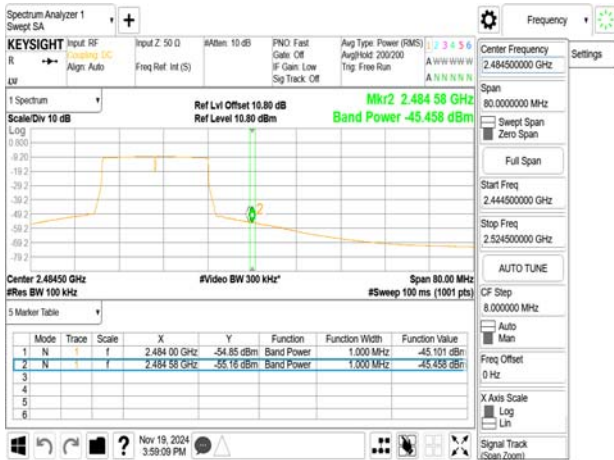 Spectrum Analyzer 1
Swept SA
Frequency
KEYSIGHT Input: RF Input Z: 50 Ω #Atten: 10 dB PNO: Fast Avg Type: Power (RMS) 1 2 3 4 5 6
R Coupling: DC Gate: Off Avg|Hold: 200/200 A W W W W W
Align: Auto Freq Ref: Int (S) IF Gain: Low Trig: Free Run
LW Sig Track: Off A N N N N N
1 Spectrum
Ref Lvl Offset 10.80 dB Mkr2 2.484 58 GHz
Scale/Div 10 dB Ref Level 10.80 dBm Band Power -45.458 dBm
Log
0.800
-9.20
-19.2
-29.2
-39.2
-49.2
-59.2
-69.2
-79.2
2
Center 2.48450 GHz #Video BW 300 kHz* Span 80.00 MHz
#Res BW 100 kHz #Sweep 100 ms (1001 pts)
5 Marker Table
Mode Trace Scale X Y Function Function Width Function Value
1 N 1 f 2.484 00 GHz -54.85 dBm Band Power 1.000 MHz -45.101 dBm
2 N 1 f 2.484 58 GHz -55.16 dBm Band Power 1.000 MHz -45.458 dBm
3
4
5
6
Nov 19, 2024
3:59:09 PM
Center Frequency
2.484500000 GHz
Settings
Span
80.0000000 MHz
Swept Span
Zero Span
Full Span
Start Freq
2.444500000 GHz
Stop Freq
2.524500000 GHz
AUTO TUNE
CF Step
8.000000 MHz
Auto
Man
Freq Offset
0 Hz
X Axis Scale
Log
Lin
Signal Track
(Span Zoom)